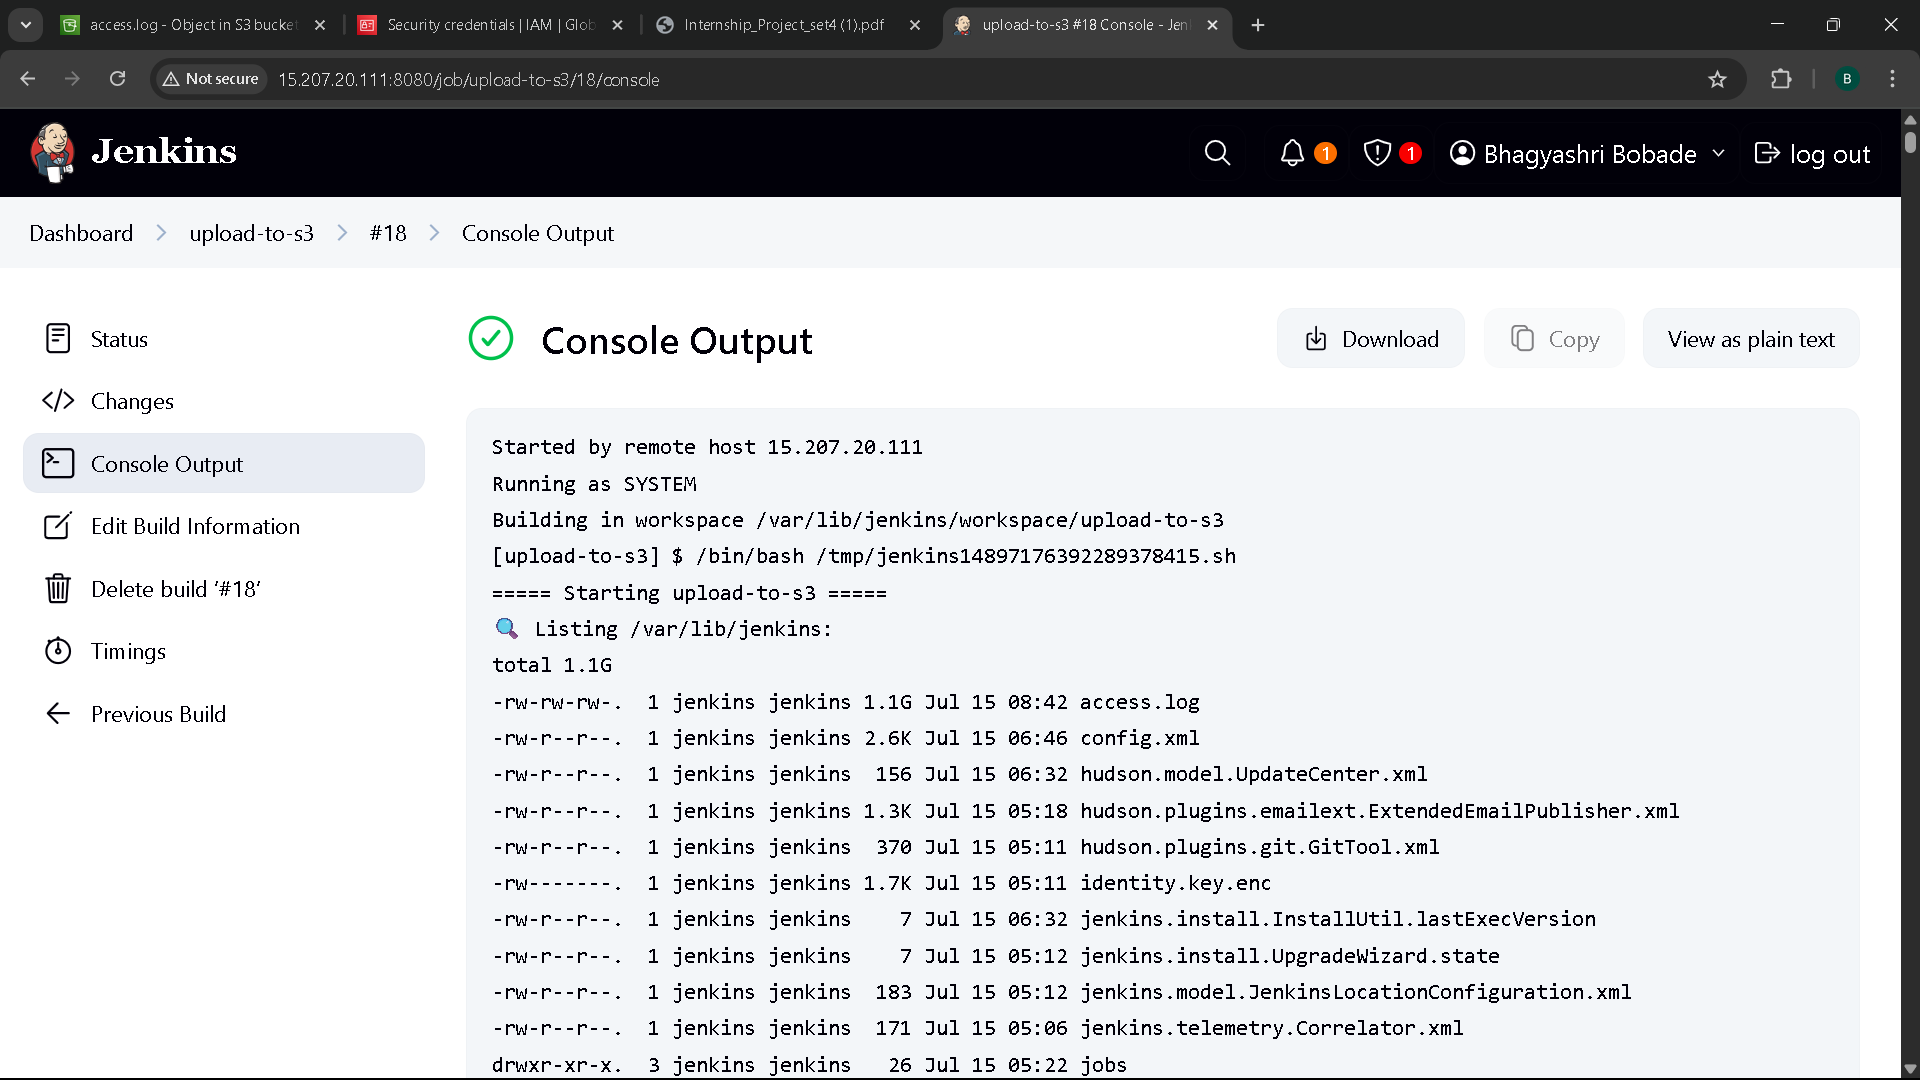 access.log - Object in S3 bucke
Security credentials | IAM | Glob
Internship_Project_set4 (1).pdf
upload-to-s3 #18 Console - Jen
Not secure
15.207.20.111:8080/job/upload-to-s3/18/console
B
Jenkins
1
1
Bhagyashri Bobade
log out
Dashboard
upload-to-s3
#18
Console Output
Status
Changes
Console Output
Edit Build Information
Delete build ‘#18’
Timings
Previous Build
Console Output
Download
Copy
View as plain text
Started by remote host 15.207.20.111
Running as SYSTEM
Building in workspace /var/lib/jenkins/workspace/upload-to-s3
[upload-to-s3] $ /bin/bash /tmp/jenkins14897176392289378415.sh
===== Starting upload-to-s3 =====
🔍 Listing /var/lib/jenkins:
total 1.1G
-rw-rw-rw-. 1 jenkins jenkins 1.1G Jul 15 08:42 access.log
-rw-r--r--. 1 jenkins jenkins 2.6K Jul 15 06:46 config.xml
-rw-r--r--. 1 jenkins jenkins 156 Jul 15 06:32 hudson.model.UpdateCenter.xml
-rw-r--r--. 1 jenkins jenkins 1.3K Jul 15 05:18 hudson.plugins.emailext.ExtendedEmailPublisher.xml
-rw-r--r--. 1 jenkins jenkins 370 Jul 15 05:11 hudson.plugins.git.GitTool.xml
-rw-------. 1 jenkins jenkins 1.7K Jul 15 05:11 identity.key.enc
-rw-r--r--. 1 jenkins jenkins 7 Jul 15 06:32 jenkins.install.InstallUtil.lastExecVersion
-rw-r--r--. 1 jenkins jenkins 7 Jul 15 05:12 jenkins.install.UpgradeWizard.state
-rw-r--r--. 1 jenkins jenkins 183 Jul 15 05:12 jenkins.model.JenkinsLocationConfiguration.xml
-rw-r--r--. 1 jenkins jenkins 171 Jul 15 05:06 jenkins.telemetry.Correlator.xml
drwxr-xr-x. 3 jenkins jenkins 26 Jul 15 05:22 jobs